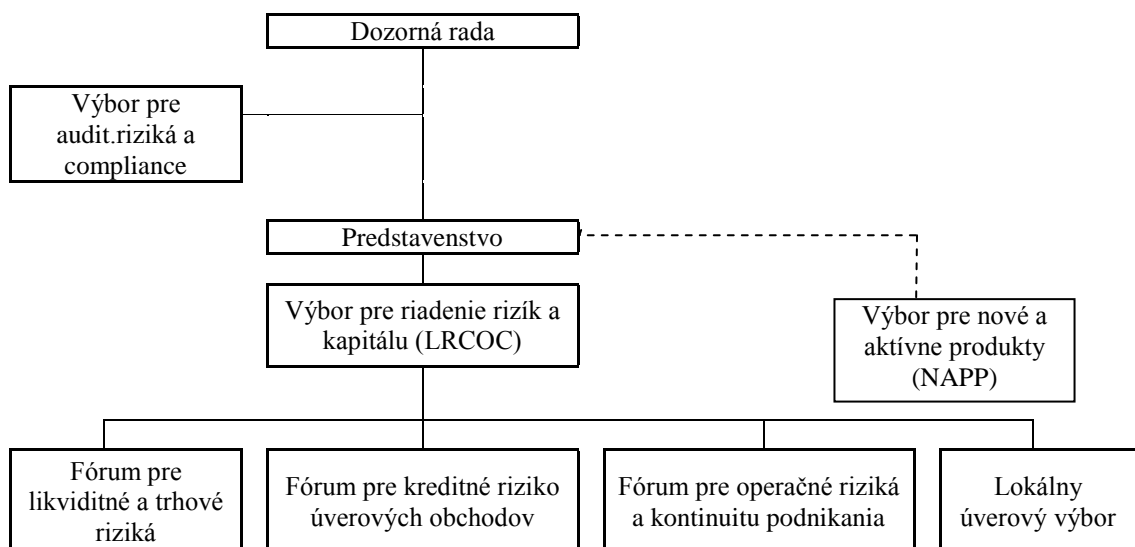 Dozorná rada
Výbor pre
audit.riziká a
compliance
Predstavenstvo
Výbor pre riadenie rizík a
kapitálu (LRCOC)
Výbor pre nové a
aktívne produkty
(NAPP)
Fórum pre
likviditné a trhové
riziká
Fórum pre kreditné riziko
úverových obchodov
Fórum pre operačné riziká
a kontinuitu podnikania
Lokálny
úverový výbor